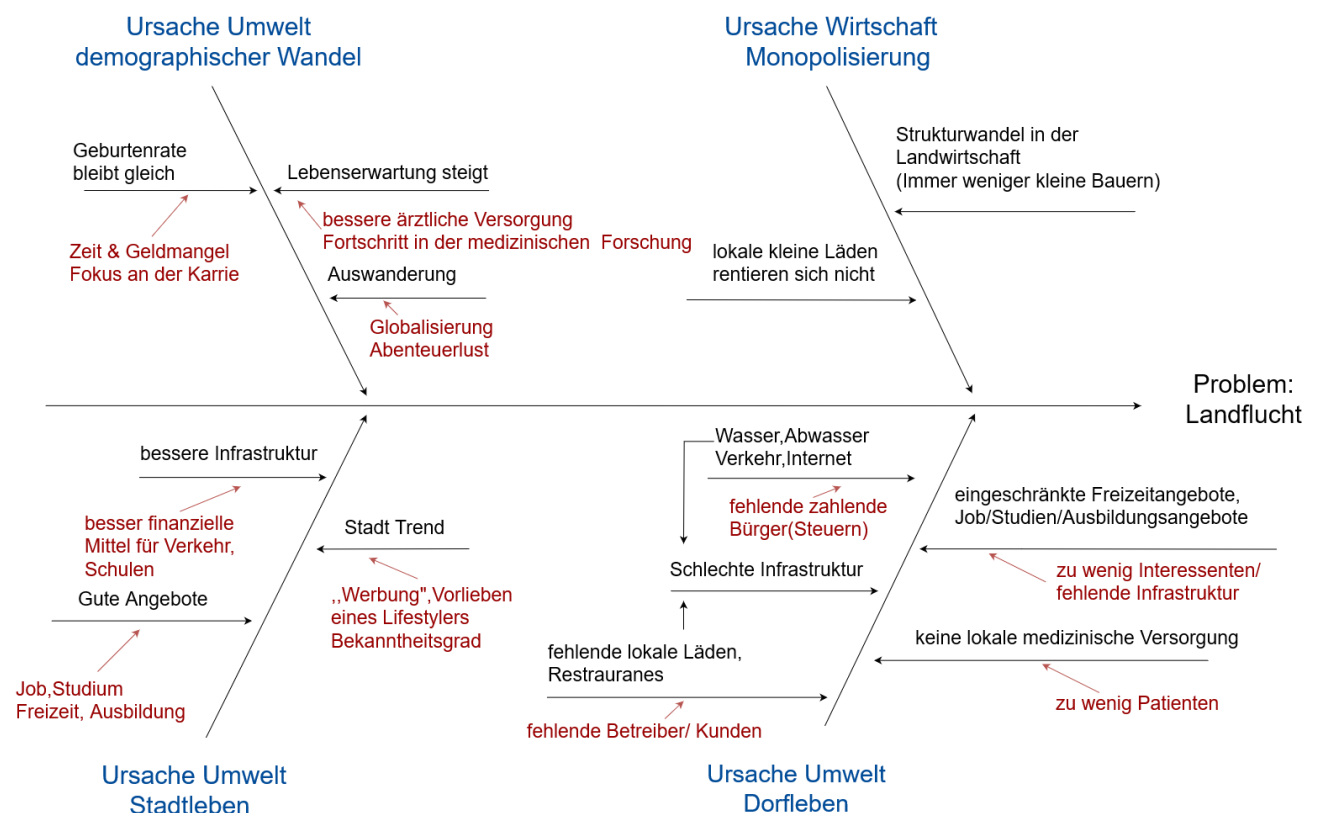 Ursache Umwelt
demographischer Wandel
Ursache Wirtschaft
Monopolisierung
Geburtenrate
bleibt gleich
Lebenserwartung steigt
Zeit & Geldmangel
Fokus an der Karrie
bessere ärztliche Versorgung
Fortschritt in der medizinischen Forschung
Auswanderung
Globalisierung
Abenteuerlust
Strukturwandel in der
Landwirtschaft
(Immer weniger kleine Bauern)
lokale kleine Läden
rentieren sich nicht
Problem:
Landflucht
bessere Infrastruktur
besser finanzielle
Mittel für Verkehr,
Schulen
Stadt Trend
,,Werbung",Vorlieben
eines Lifestylers
Bekanntheitsgrad
Gute Angebote
Job,Studium
Freizeit, Ausbildung
Wasser,Abwasser
Verkehr,Internet
fehlende zahlende
Bürger(Steuern)
eingeschränkte Freizeitangebote,
Job/Studien/Ausbildungsangebote
zu wenig Interessenten/
fehlende Infrastruktur
Schlechte Infrastruktur
fehlende lokale Läden,
Restrauranes
fehlende Betreiber/ Kunden
keine lokale medizinische Versorgung
zu wenig Patienten
Ursache Umwelt
Stadtleben
Ursache Umwelt
Dorfleben